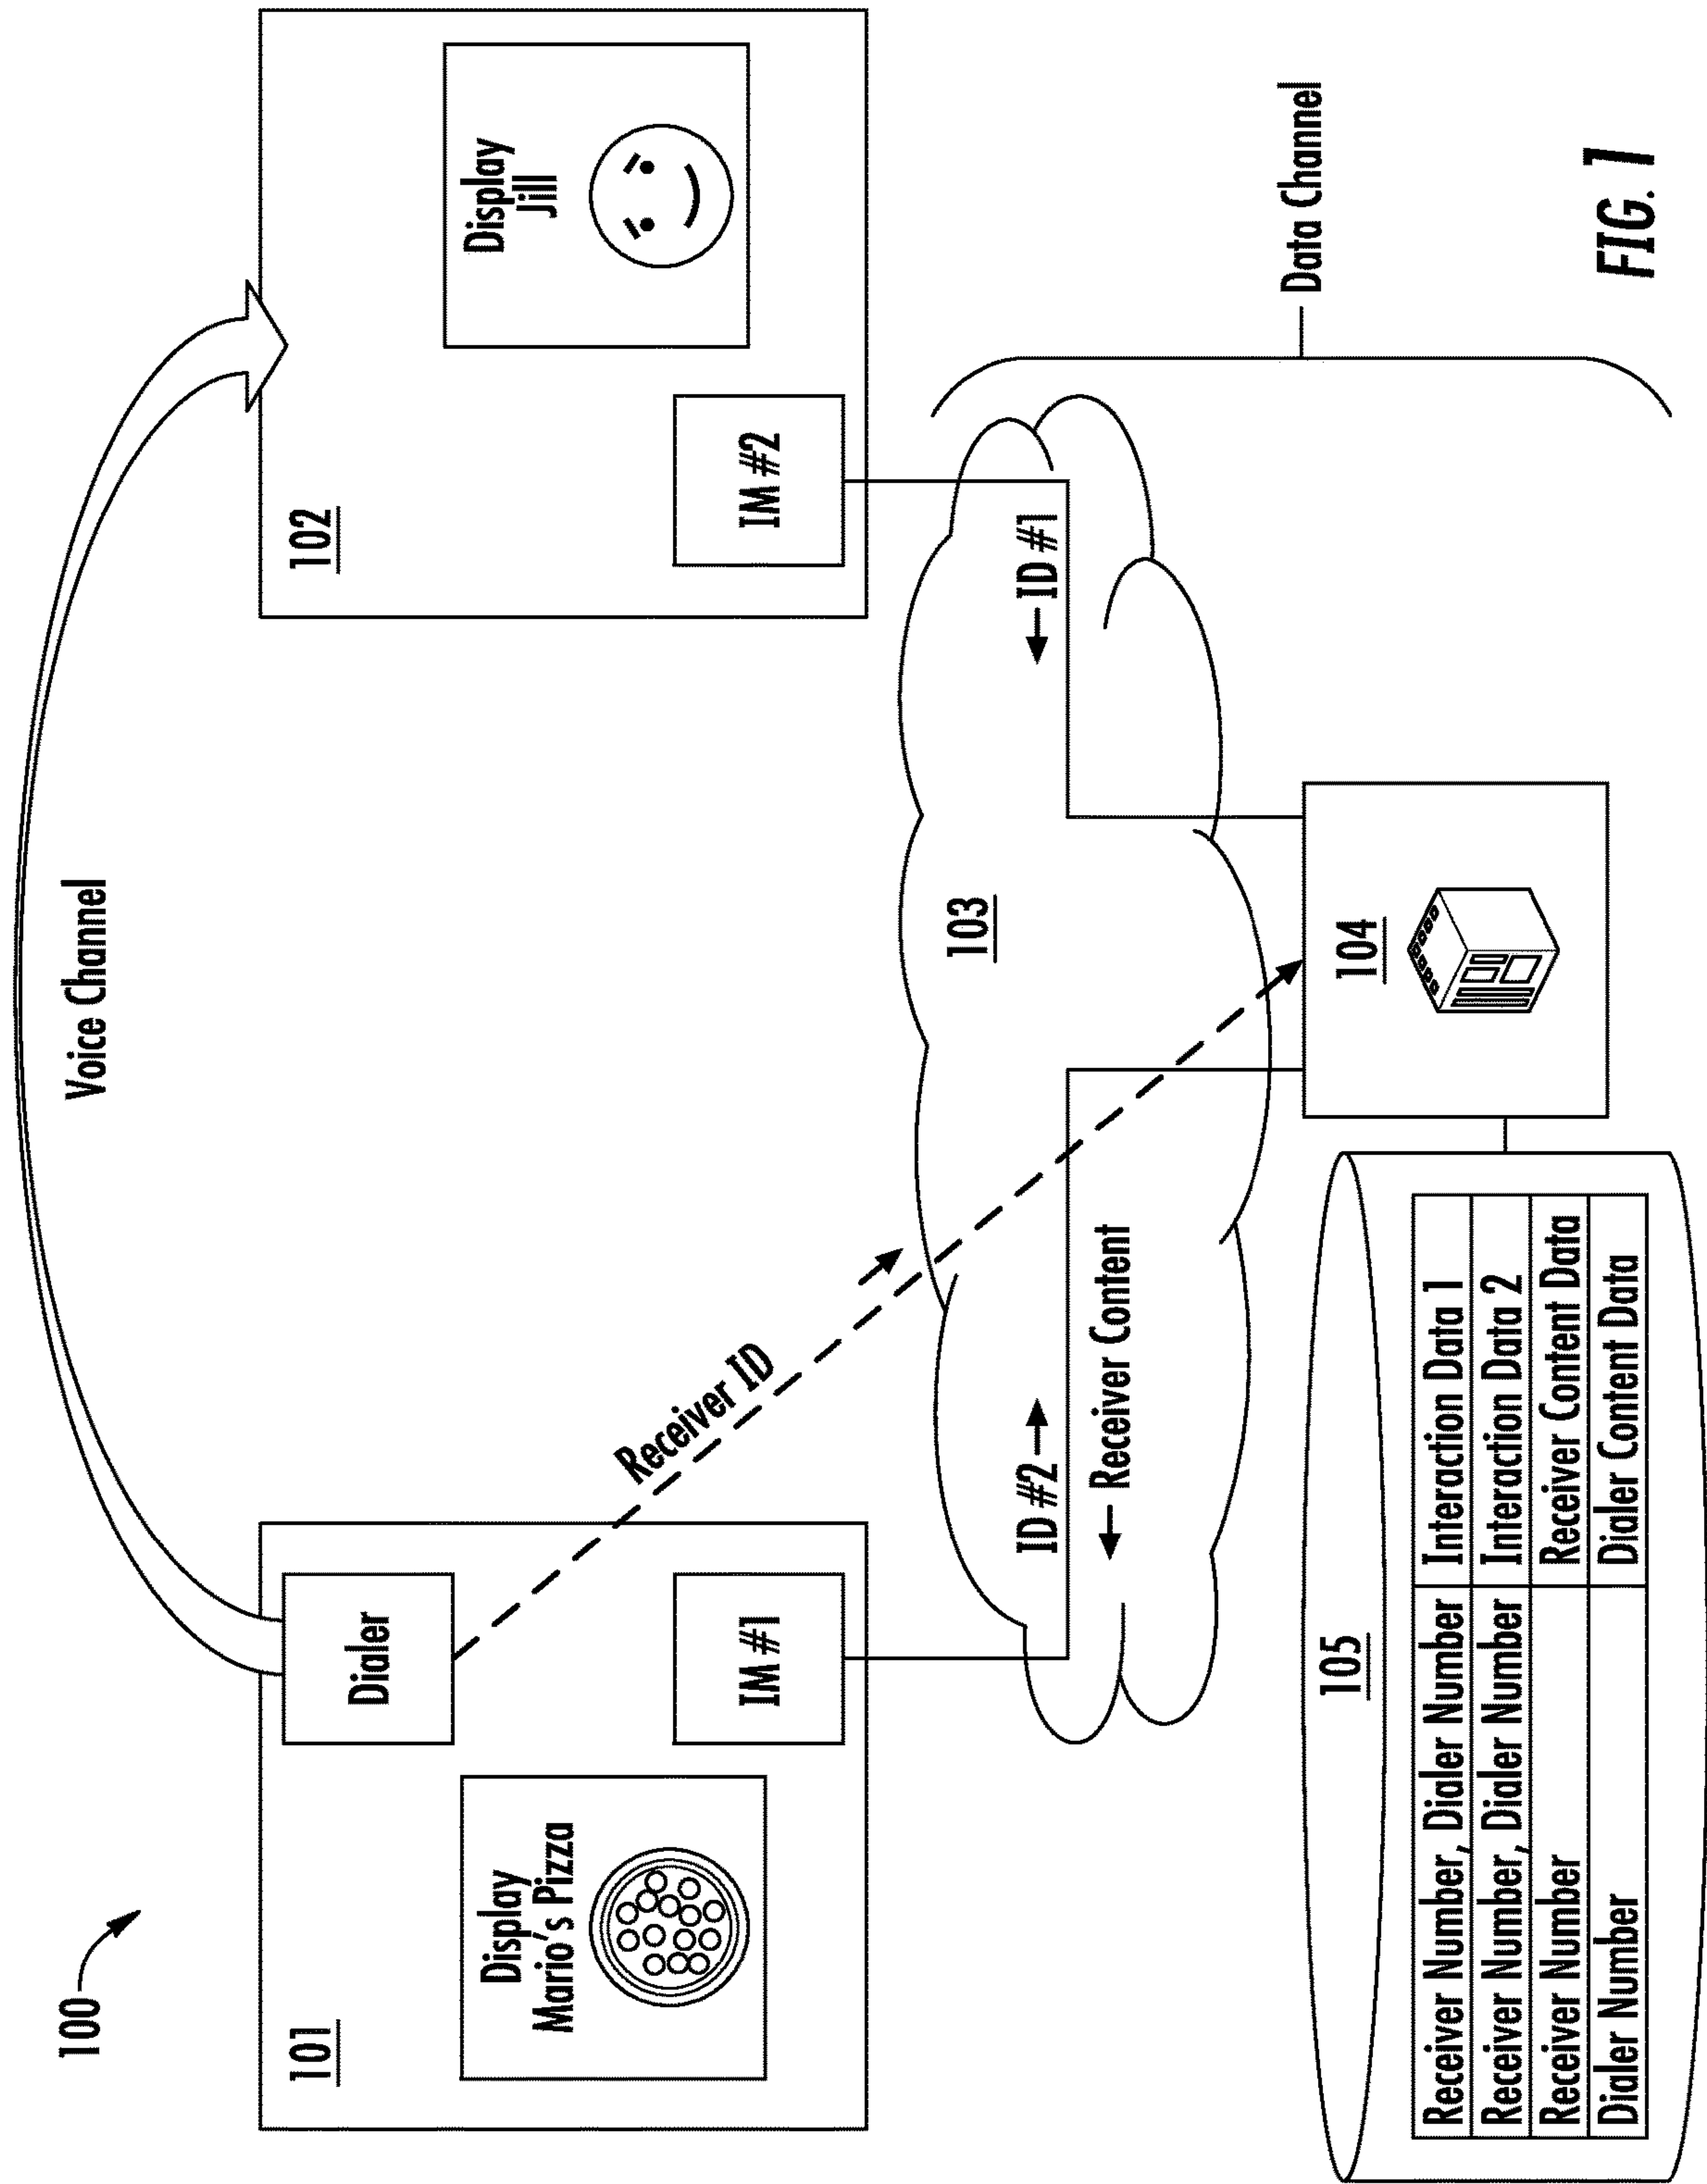 100
Voice Channel
101
Display
Mario's Pizza
Dialer
IM #1
Receiver ID
102
IM #2
Display
Jill
103
ID #2
Receiver Content
ID #1
Data Channel
104
105
Receiver Number, Dialer Number Interaction Data 1
Receiver Number, Dialer Number Interaction Data 2
Receiver Number Receiver Content Data
Dialer Number Dialer Content Data
FIG. 1